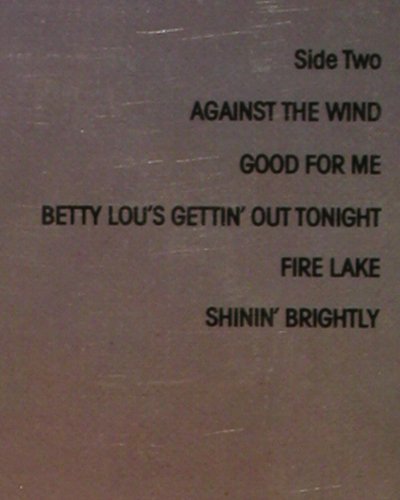 Side Two
AGAINST THE WIND
GOOD FOR ME
BETTY LOU'S GETTIN' OUT TONIGHT
FIRE LAKE
SHININ' BRIGHTLY